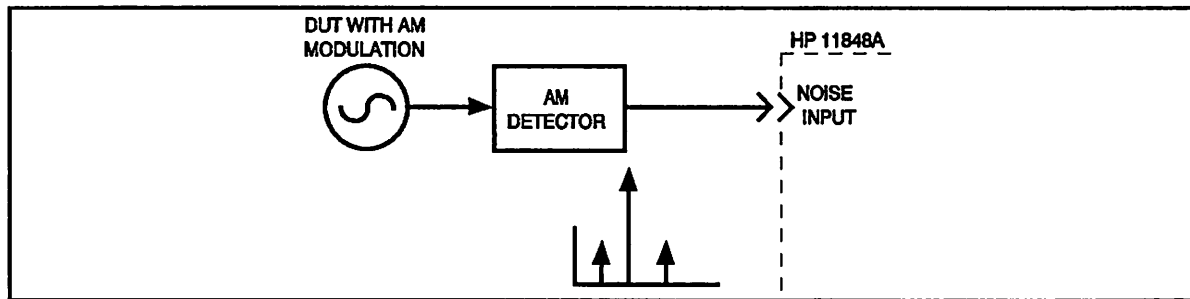 DUT WITH AM
MODULATION
HP 11848A
AM
DETECTOR
NOISE
INPUT